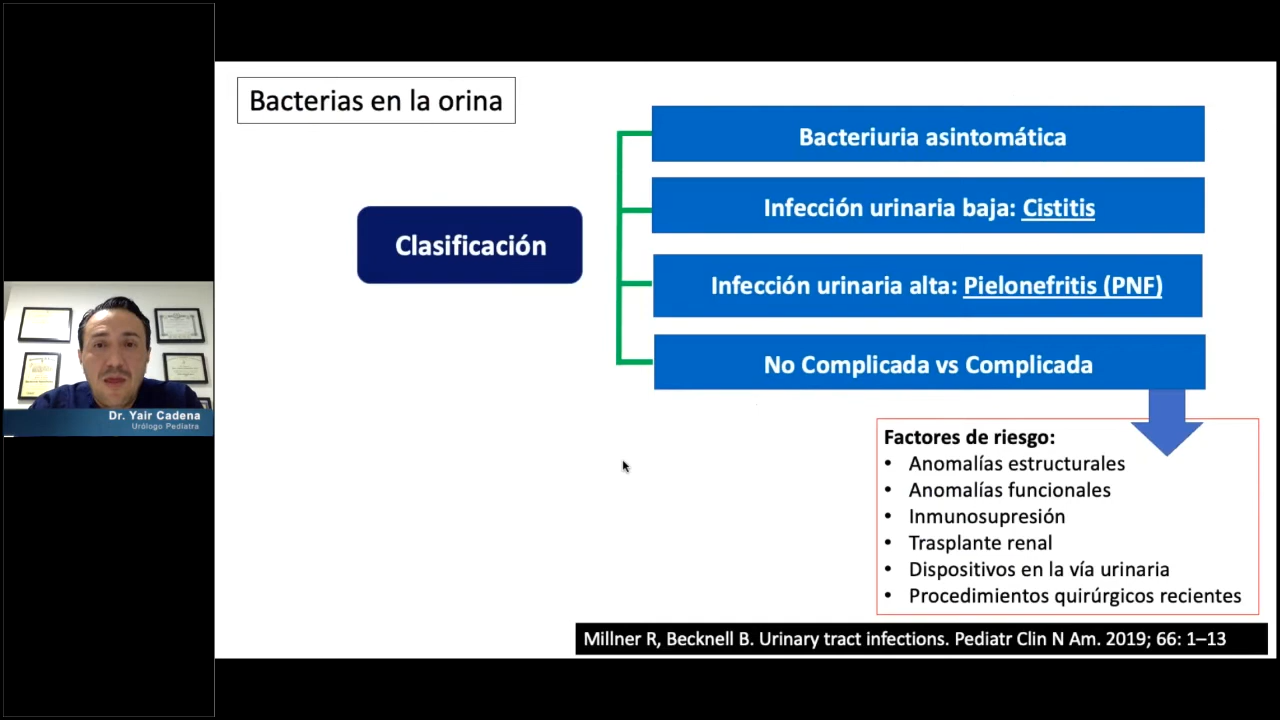 Bacterias en la orina
Clasificación
Bacteriuria asintomática
Infección urinaria baja: Cistitis
Infección urinaria alta: Pielonefritis (PNF)
No Complicada vs Complicada
Factores de riesgo:
• Anomalías estructurales
• Anomalías funcionales
• Inmunosupresión
• Trasplante renal
• Dispositivos en la vía urinaria
• Procedimientos quirúrgicos recientes
Millner R, Becknell B. Urinary tract infections. Pediatr Clin N Am. 2019; 66: 1–13
Dr. Yair Cadena
Urólogo Pediatra